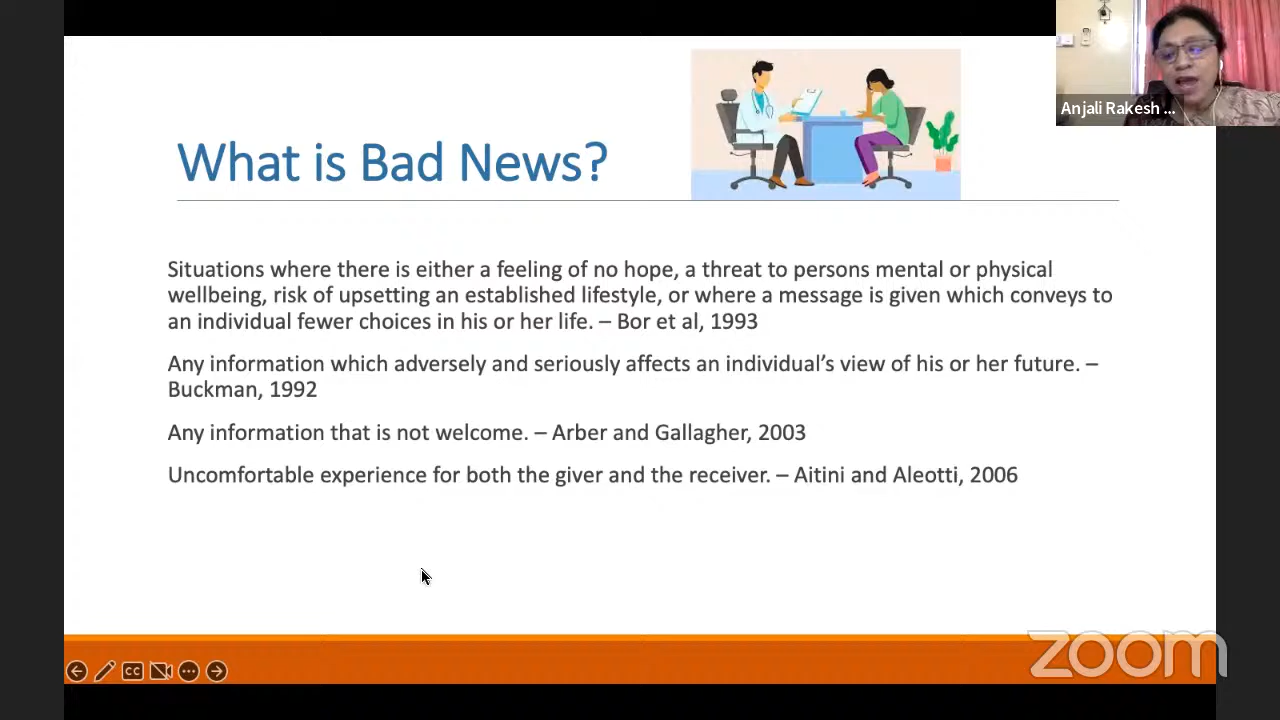 Anjali Rakesh ...
What is Bad News?
Situations where there is either a feeling of no hope, a threat to persons mental or physical
wellbeing, risk of upsetting an established lifestyle, or where a message is given which conveys to
an individual fewer choices in his or her life. – Bor et al, 1993
Any information which adversely and seriously affects an individual’s view of his or her future. –
Buckman, 1992
Any information that is not welcome. – Arber and Gallagher, 2003
Uncomfortable experience for both the giver and the receiver. – Aitini and Aleotti, 2006
CC
zoom